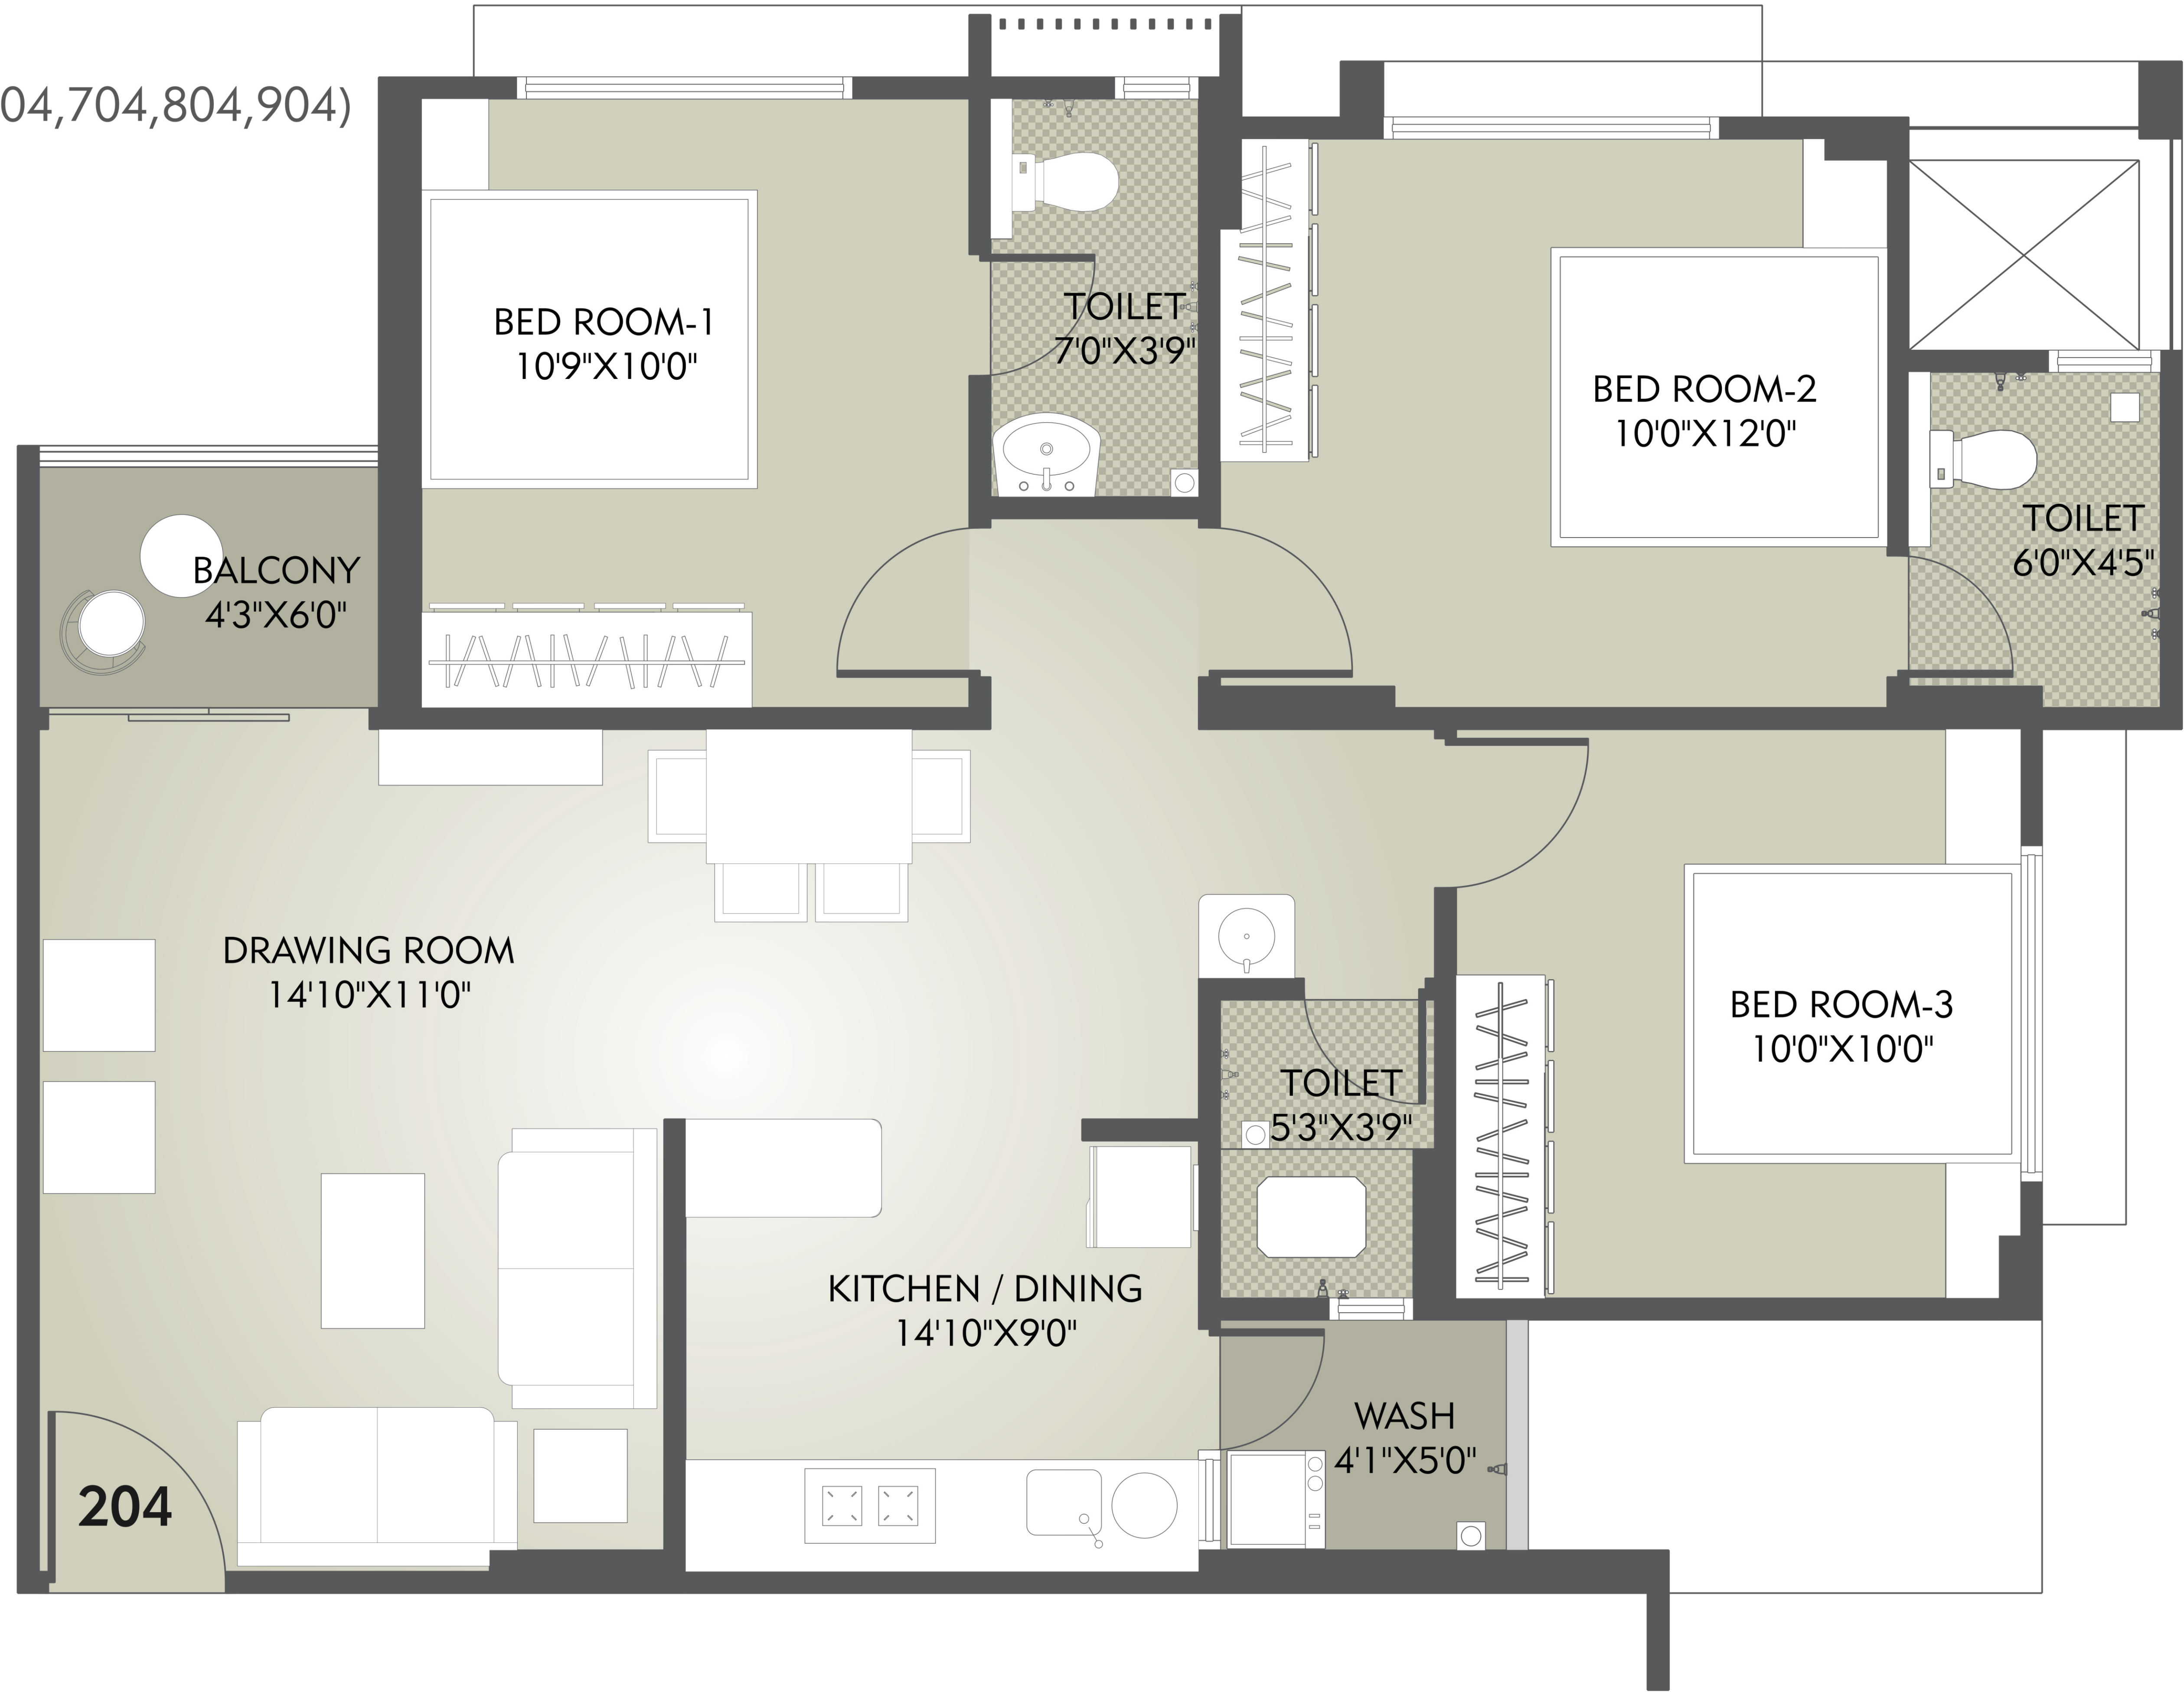 04,704,804,904)
BED ROOM-1
10'9"X10'0"
TOILET
7'0"X3'9"
BED ROOM-2
10'0"X12'0"
TOILET
6'0"X4'5"
BALCONY
4'3"X6'0"
DRAWING ROOM
14'10"X11'0"
BED ROOM-3
10'0"X10'0"
TOILET
5'3"X3'9"
KITCHEN / DINING
14'10"X9'0"
WASH
4'1"X5'0"
204